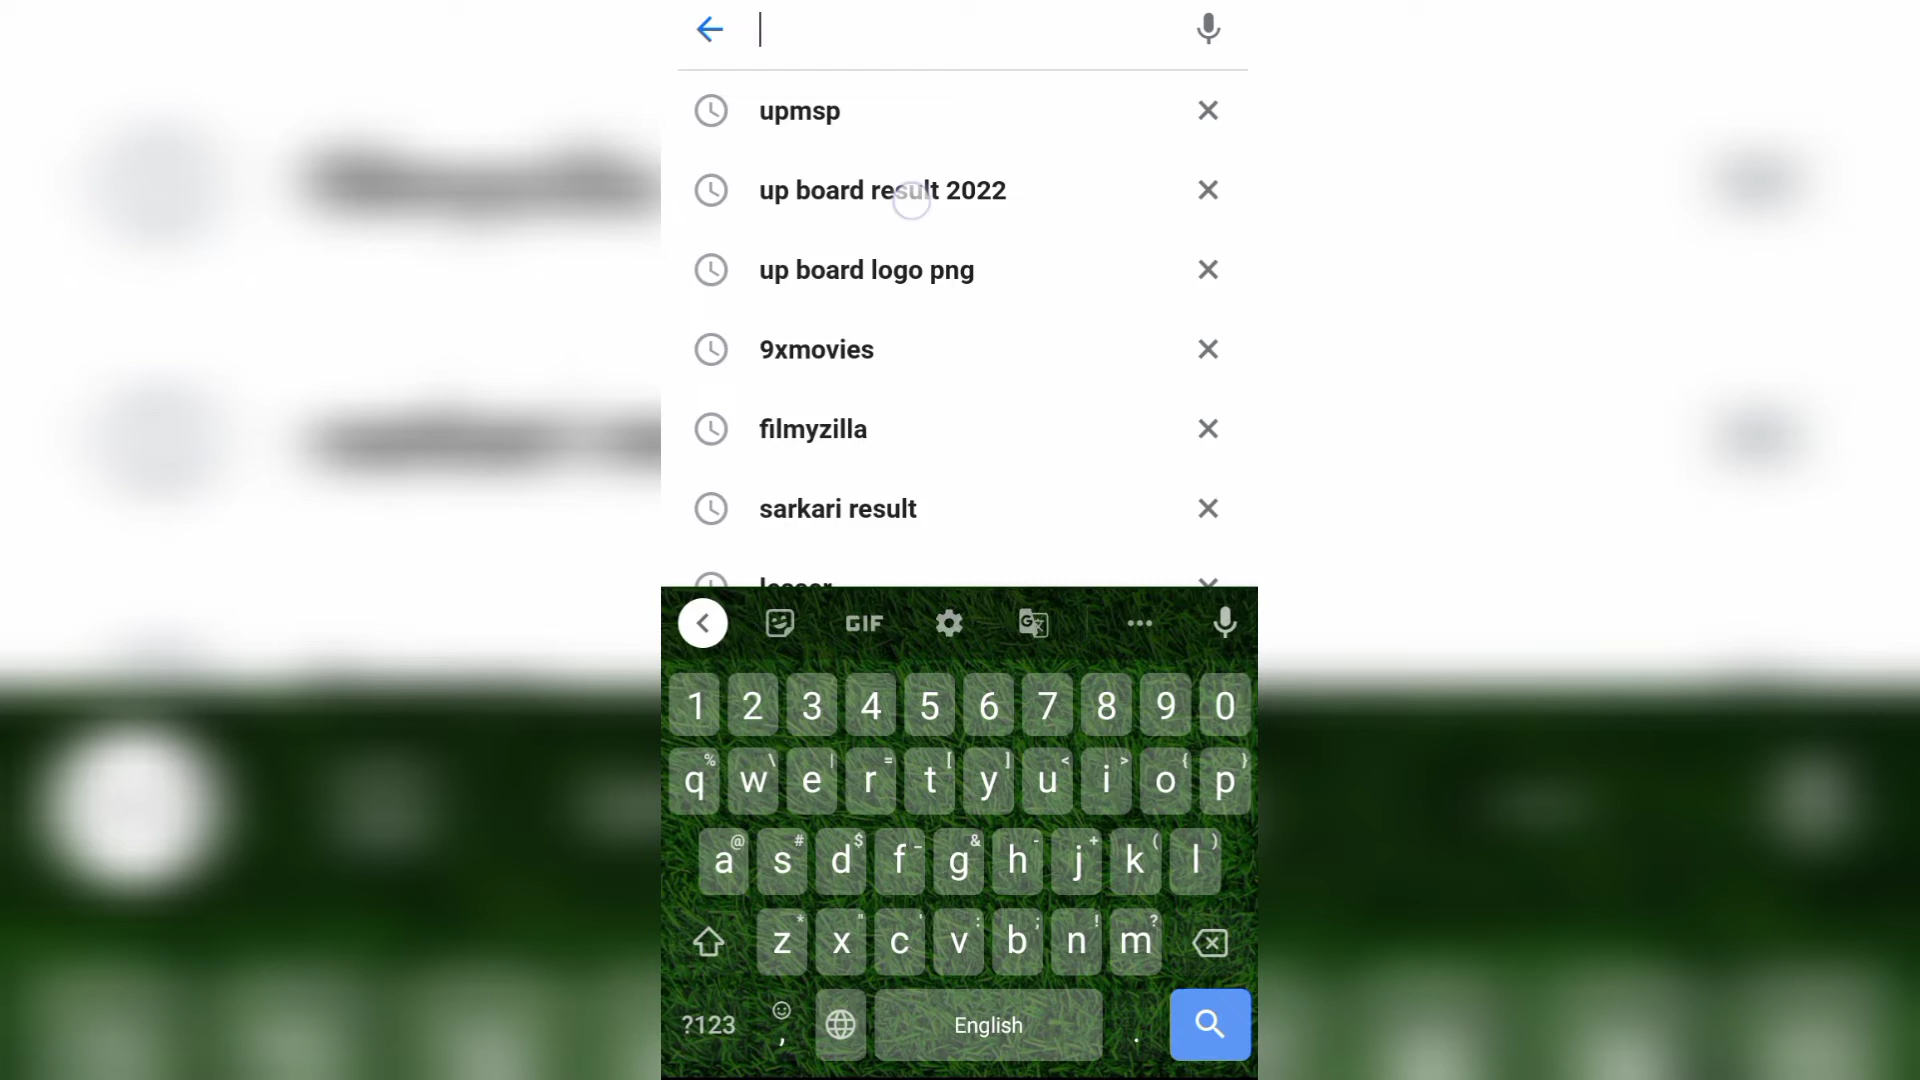 upmsp
up board result 2022
up board logo png
9xmovies
filmyzilla
sarkari result
GIF
1 2 3 4 5 6 7 8 9 0
q w e r t y u i o p
% \ | = [ ] < > { }
a s d f g h j k l
@ # $ _ & - + ( )
z x c v b n m
* " ' : ; ! ?
?123 , English .